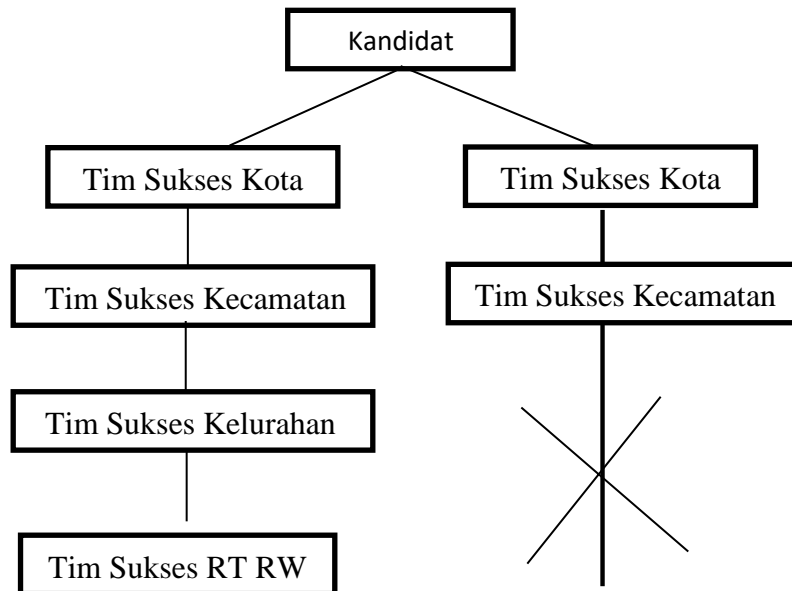 Kandidat
Tim Sukses Kota
Tim Sukses Kota
Tim Sukses Kecamatan
Tim Sukses Kecamatan
Tim Sukses Kelurahan
Tim Sukses RT RW